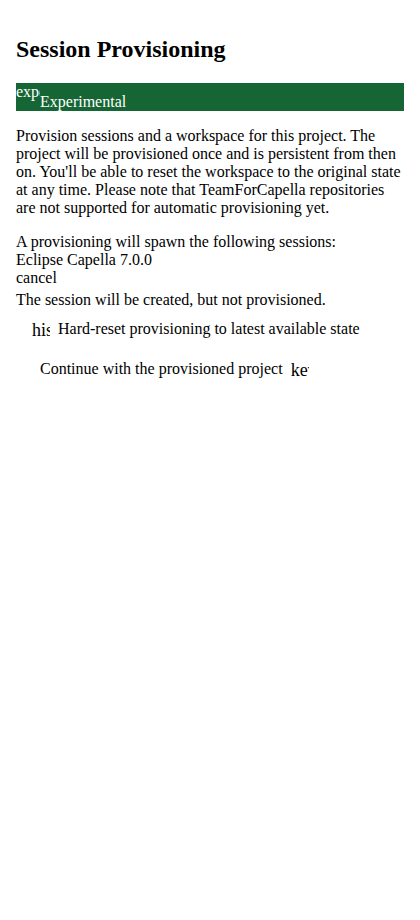 Session Provisioning
exp
Experimental
Provision sessions and a workspace for this project. The
project will be provisioned once and is persistent from then
on. You'll be able to reset the workspace to the original state
at any time. Please note that TeamForCapella repositories
are not supported for automatic provisioning yet.
A provisioning will spawn the following sessions:
Eclipse Capella 7.0.0
cancel
The session will be created, but not provisioned.
his Hard-reset provisioning to latest available state
Continue with the provisioned project ke